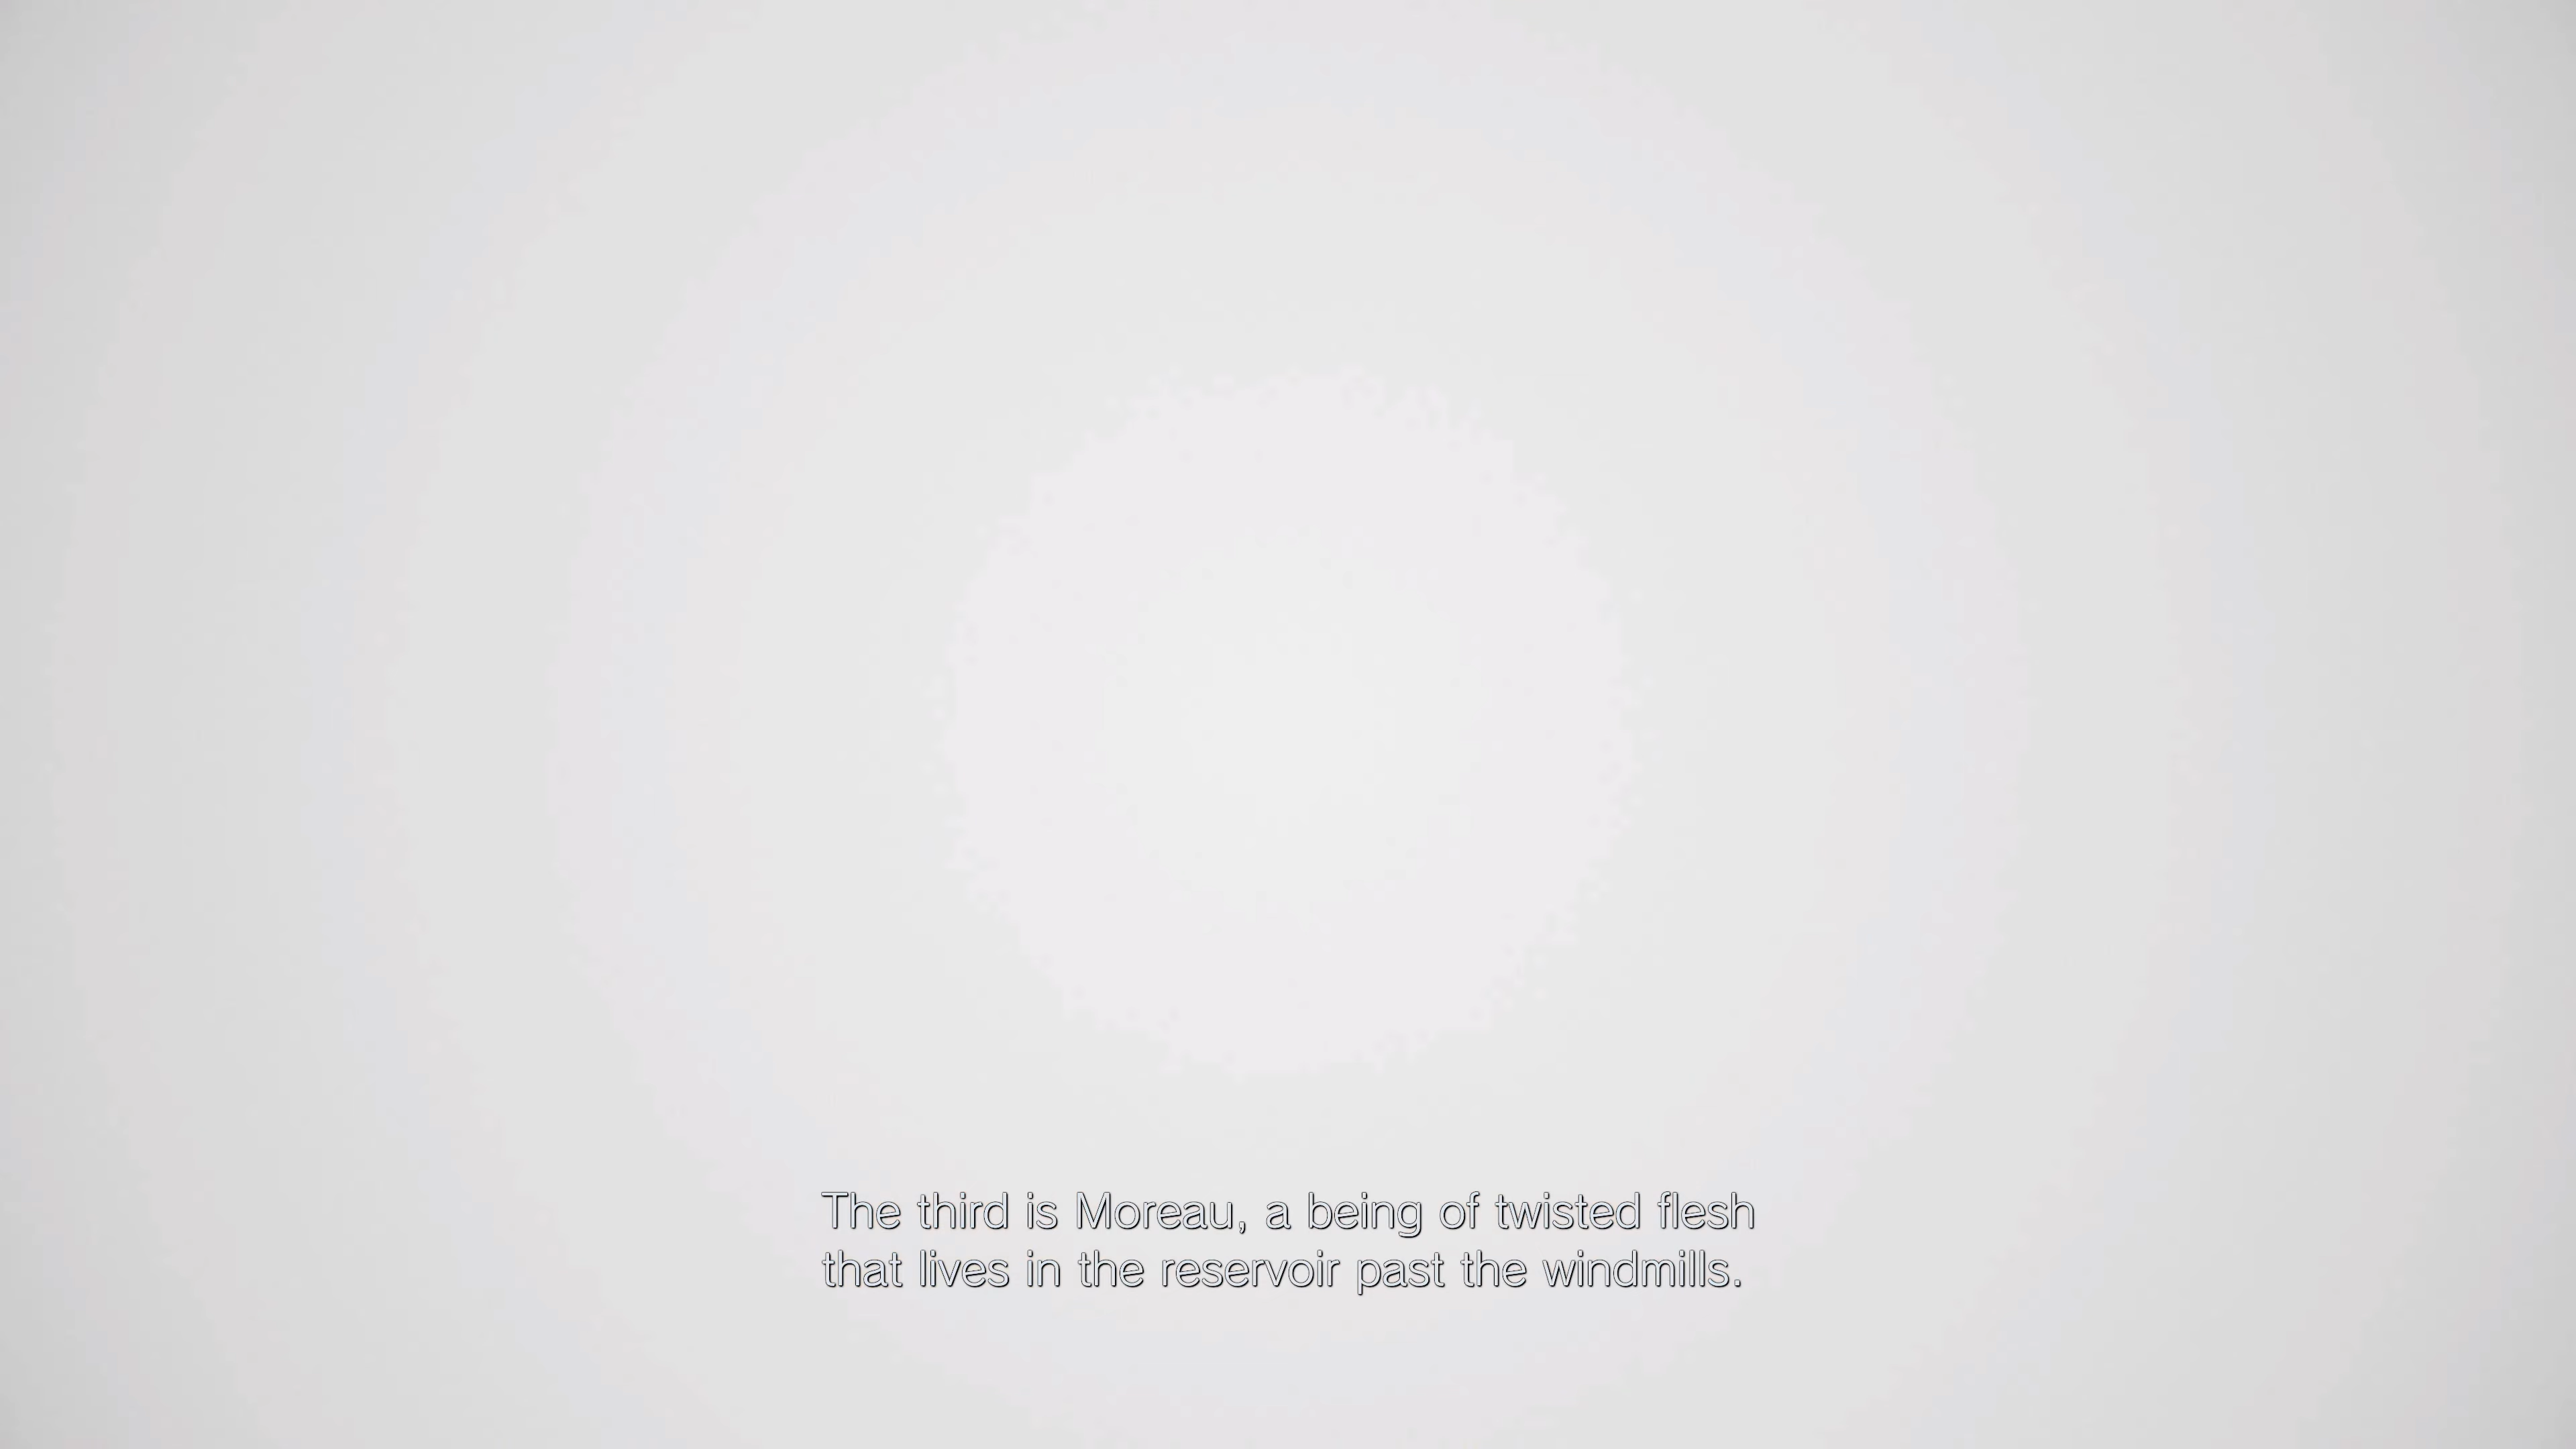 The third is Moreau, a being of twisted flesh
that lives in the reservoir past the windmills.